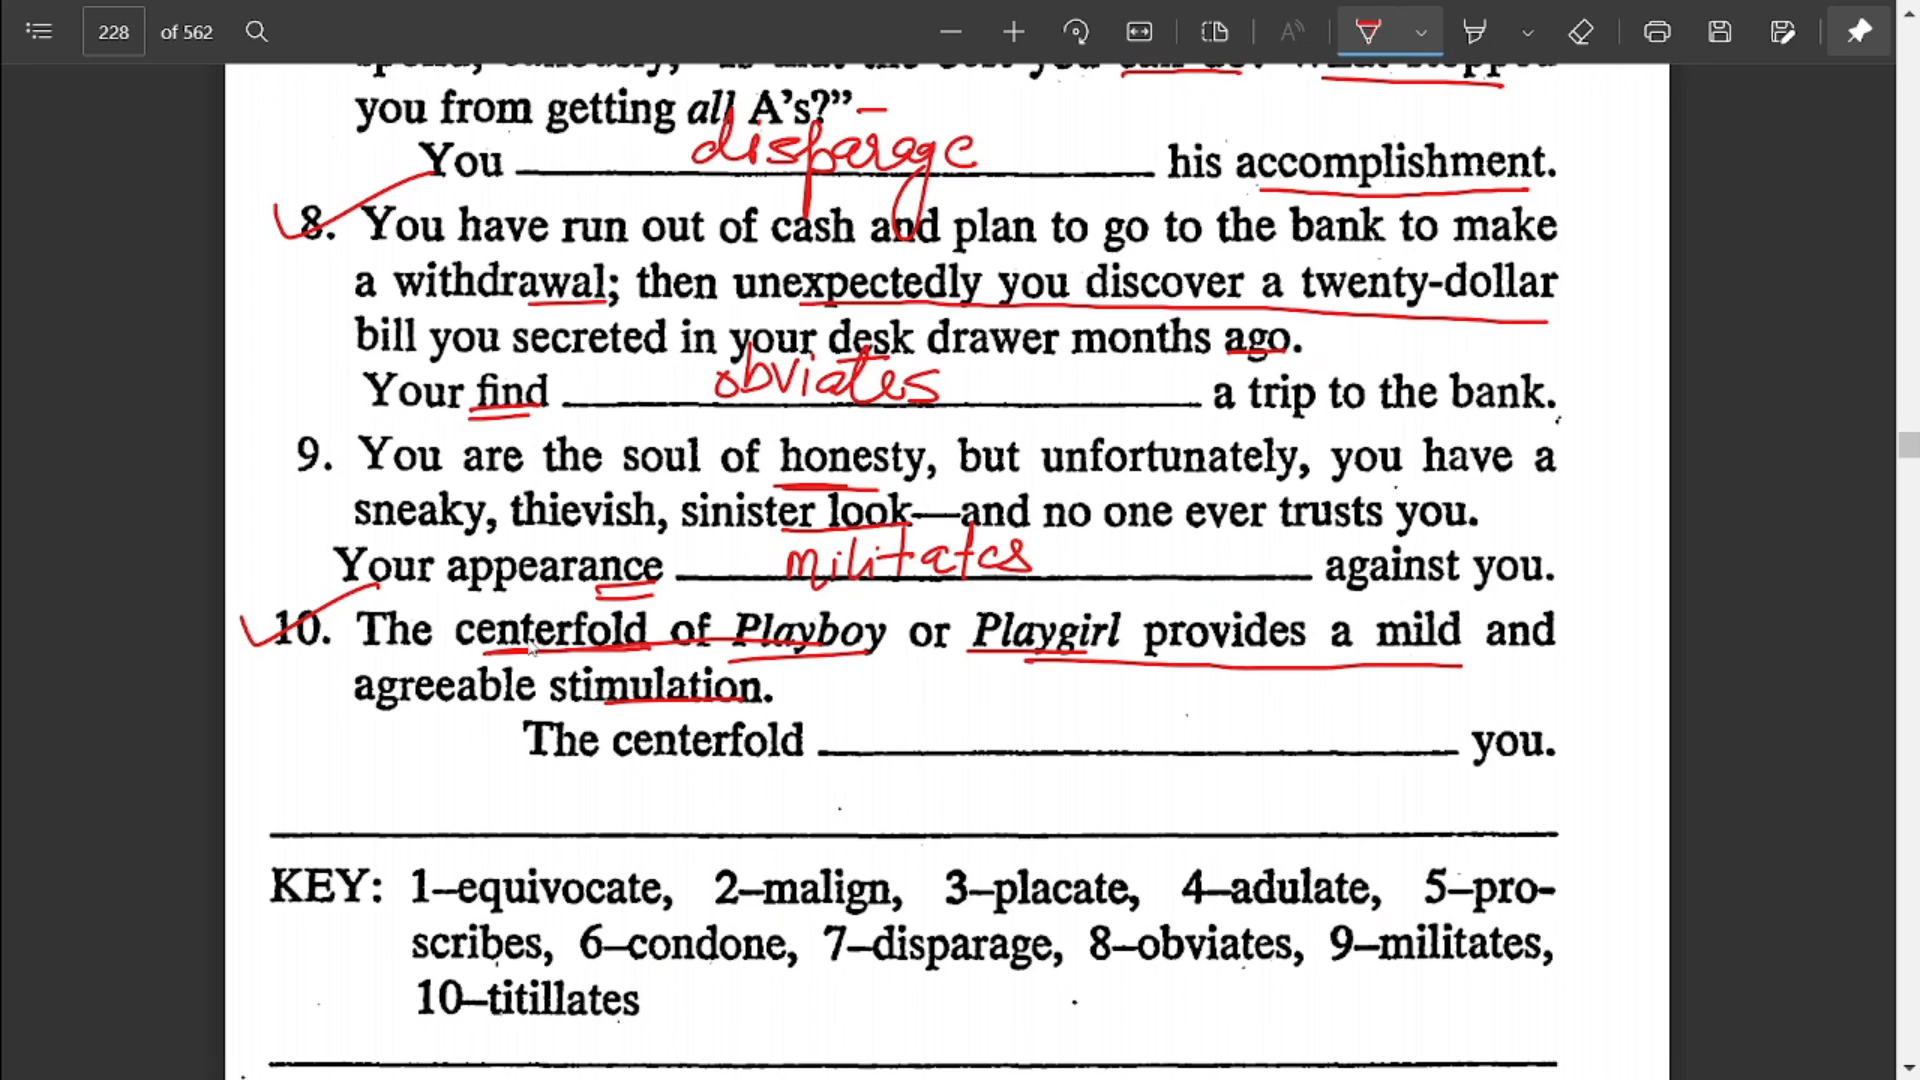 228 of 562
you from getting all A's?"
You disparage his accomplishment.
8. You have run out of cash and plan to go to the bank to make
a withdrawal; then unexpectedly you discover a twenty-dollar
bill you secreted in your desk drawer months ago.
Your find obviates a trip to the bank.
9. You are the soul of honesty, but unfortunately, you have a
sneaky, thievish, sinister look—and no one ever trusts you.
Your appearance militates against you.
10. The centerfold of Playboy or Playgirl provides a mild and
agreeable stimulation.
The centerfold you.
KEY: 1–equivocate, 2–malign, 3–placate, 4–adulate, 5–pro-
scribes, 6–condone, 7–disparage, 8–obviates, 9–militates,
10–titillates